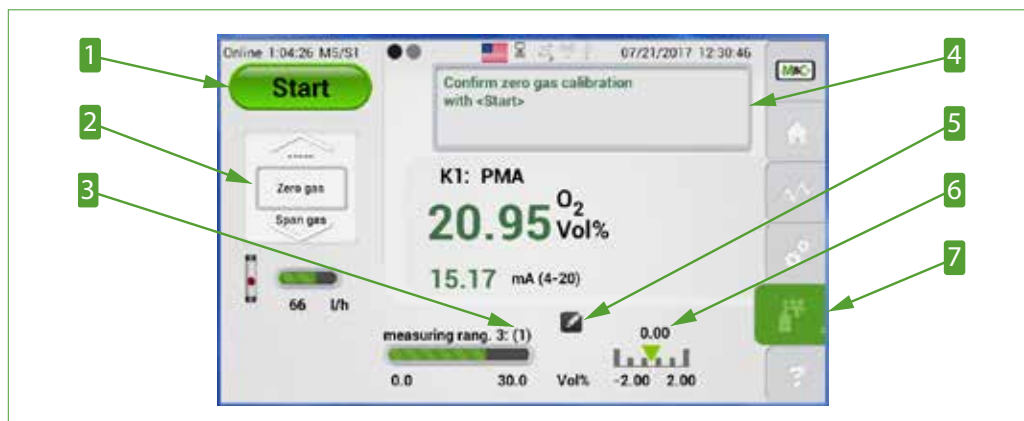 Online 1:04:26 M5/S1
07/21/2017 12:30:46
1
Start
Confirm zero gas calibration
with <Start>
4
2
Zero gas
Span gas
5
3
K1: PMA
20.95 O2
Vol%
6
15.17 mA (4-20)
7
66 l/h
measuring rang. 3: (1)
0.00
0.0 30.0 Vol% -2.00 2.00
?